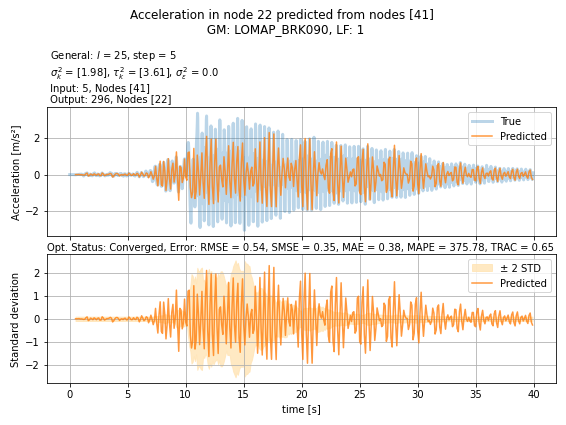 Acceleration in node 22 predicted from nodes [41]
GM: LOMAP_BRK090, LF: 1
General: l = 25, step = 5
σ²ₖ = [1.98], τ²ₖ = [3.61], σ²ε = 0.0
Input: 5, Nodes [41]
Output: 296, Nodes [22]
Acceleration [m/s²]
2
0
−2
True
Predicted
Opt. Status: Converged, Error: RMSE = 0.54, SMSE = 0.35, MAE = 0.38, MAPE = 375.78, TRAC = 0.65
Standard deviation
2
1
0
−1
−2
± 2 STD
Predicted
0 5 10 15 20 25 30 35 40
time [s]